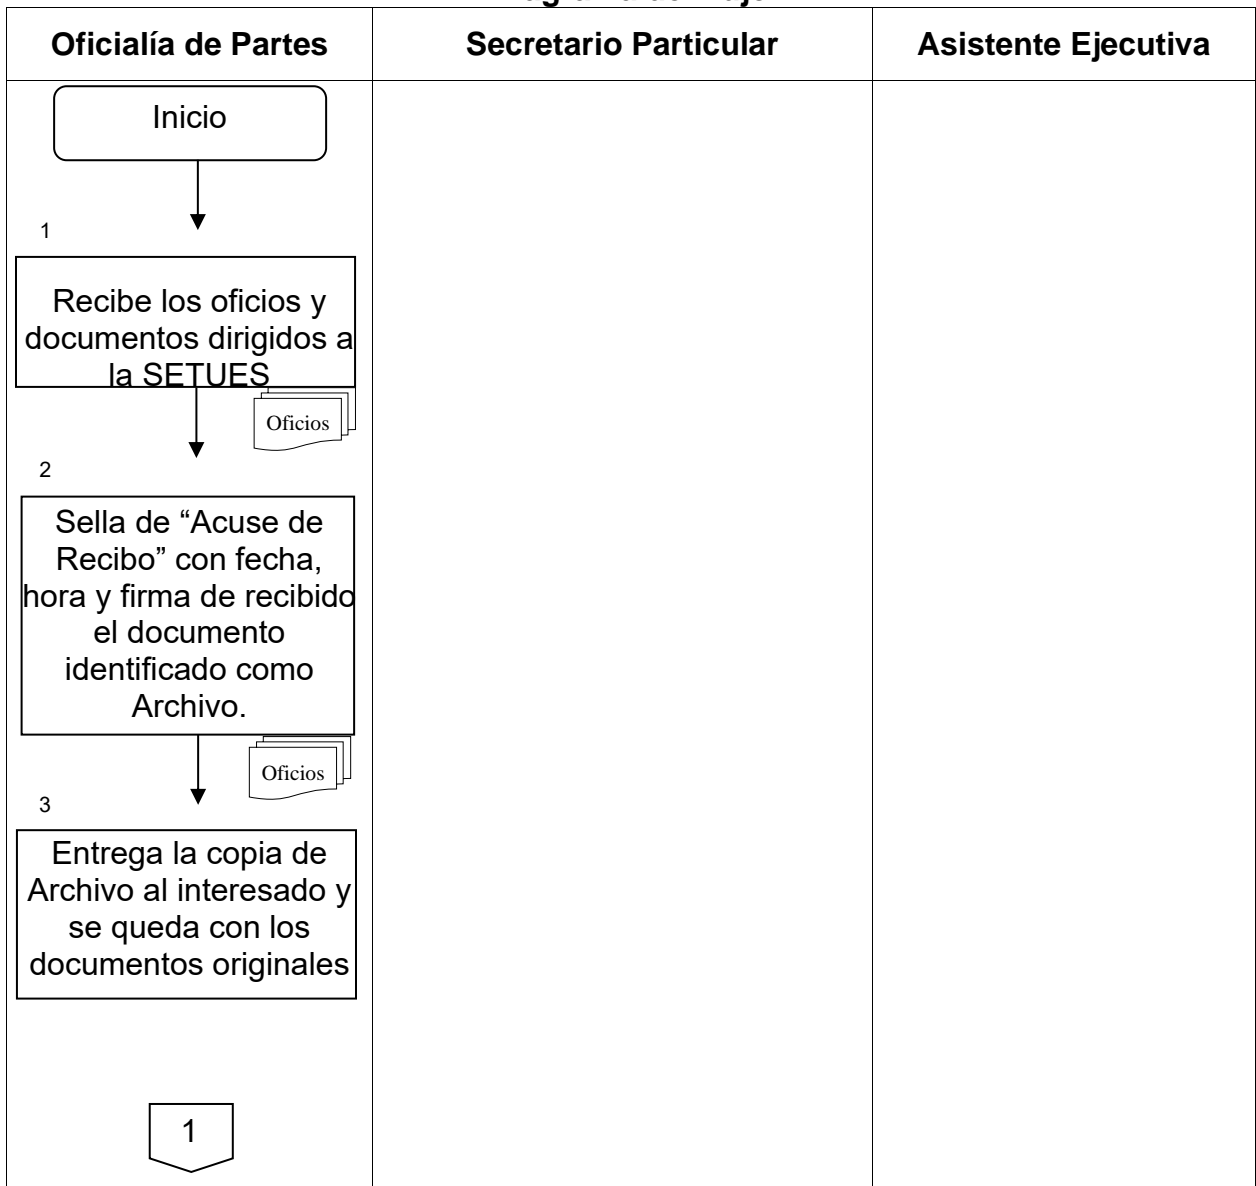 Oficialía de Partes
Secretario Particular
Asistente Ejecutiva
Inicio
1
Recibe los oficios y
documentos dirigidos a
la SETUES
Oficios
2
Sella de “Acuse de
Recibo” con fecha,
hora y firma de recibido
el documento
identificado como
Archivo.
Oficios
3
Entrega la copia de
Archivo al interesado y
se queda con los
documentos originales
1